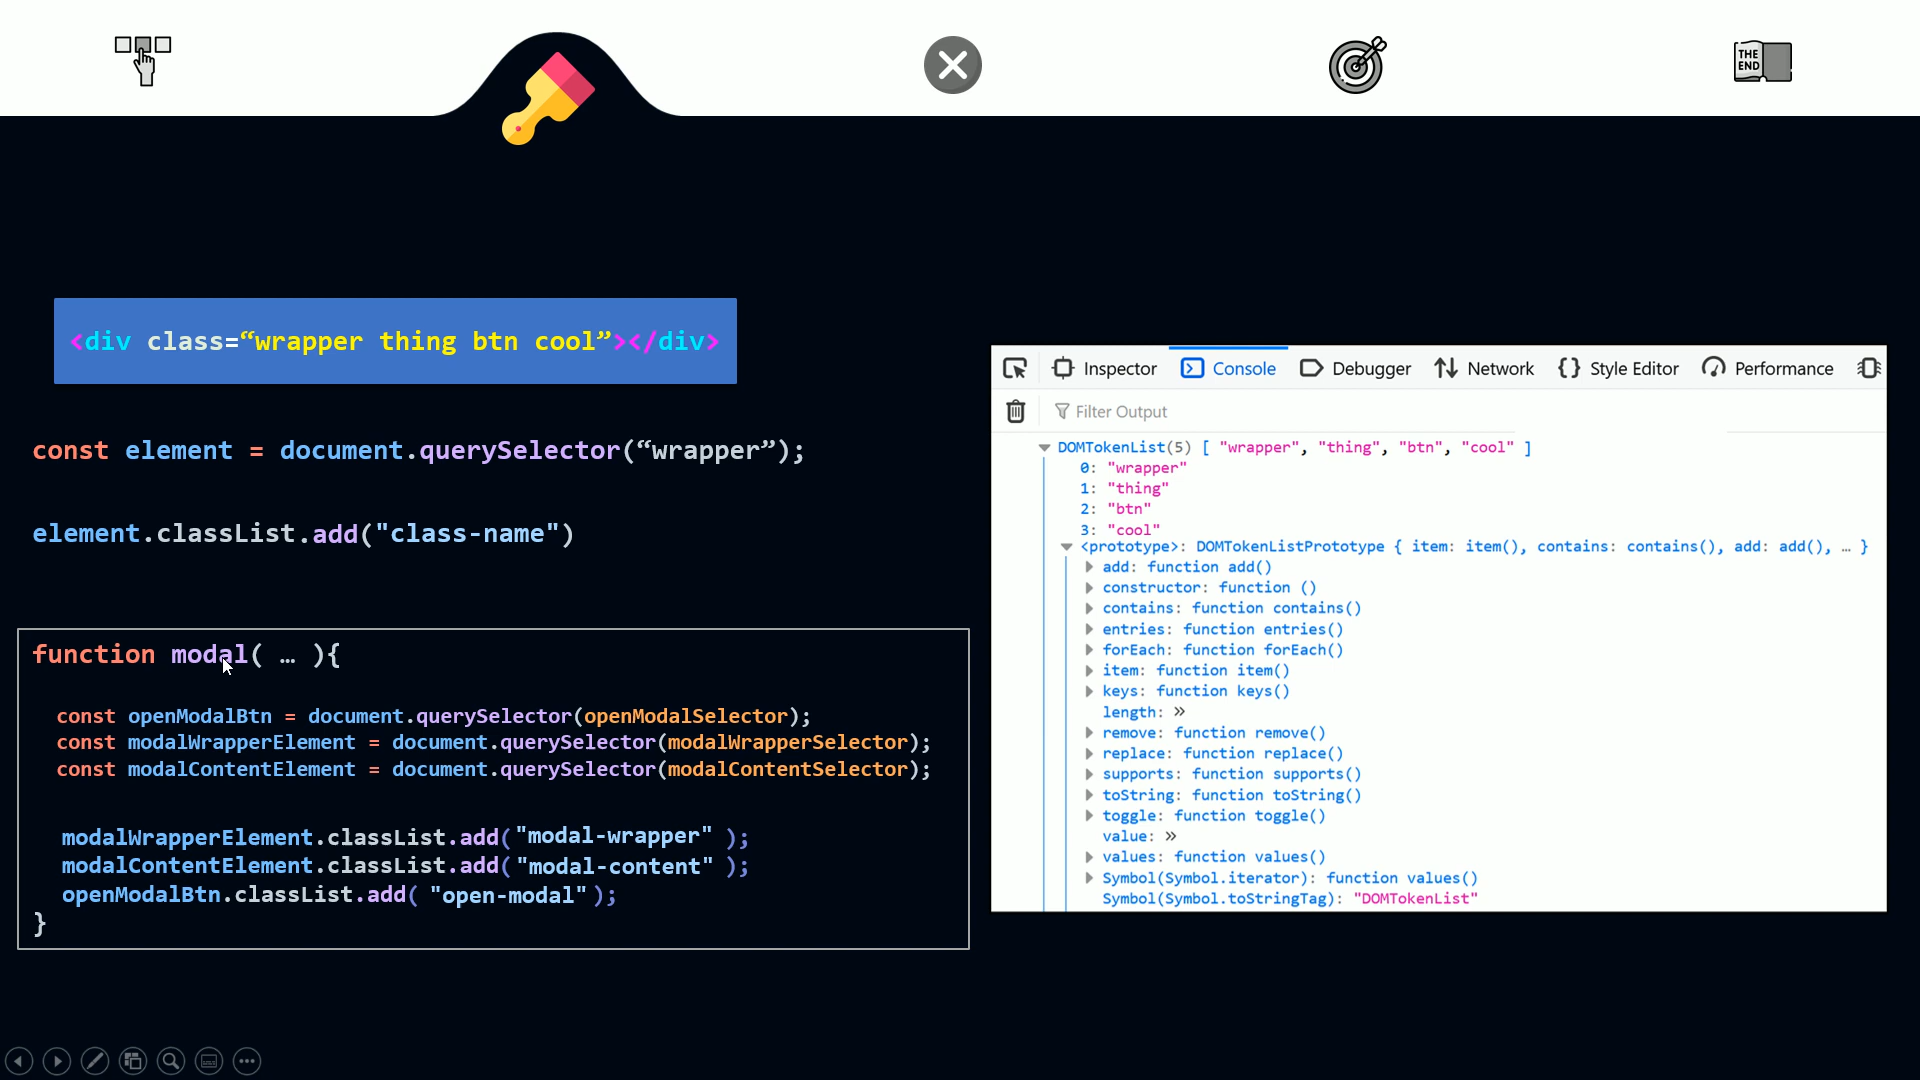 THE
END
<div class=“wrapper thing btn cool”></div>
const element = document.querySelector(“wrapper”);
element.classList.add("class-name")
function modal( … ){
const openModalBtn = document.querySelector(openModalSelector);
const modalWrapperElement = document.querySelector(modalWrapperSelector);
const modalContentElement = document.querySelector(modalContentSelector);
modalWrapperElement.classList.add("modal-wrapper" );
modalContentElement.classList.add("modal-content" );
openModalBtn.classList.add( "open-modal" );
}
Inspector Console Debugger Network {} Style Editor Performance
Filter Output
DOMTokenList(5) [ "wrapper", "thing", "btn", "cool" ]
0: "wrapper"
1: "thing"
2: "btn"
3: "cool"
<prototype>: DOMTokenListPrototype { item: item(), contains: contains(), add: add(), … }
add: function add()
constructor: function ()
contains: function contains()
entries: function entries()
forEach: function forEach()
item: function item()
keys: function keys()
length: »
remove: function remove()
replace: function replace()
supports: function supports()
toString: function toString()
toggle: function toggle()
value: »
values: function values()
Symbol(Symbol.iterator): function values()
Symbol(Symbol.toStringTag): "DOMTokenList"